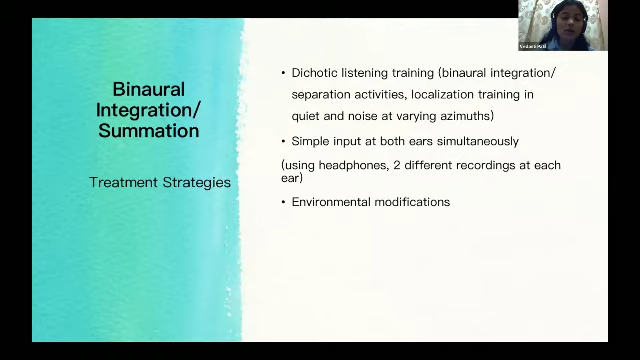 Binaural
Integration/
Summation
Treatment Strategies
• Dichotic listening training (binaural integration/
separation activities, localization training in
quiet and noise at varying azimuths)
• Simple input at both ears simultaneously
(using headphones, 2 different recordings at each
ear)
• Environmental modifications